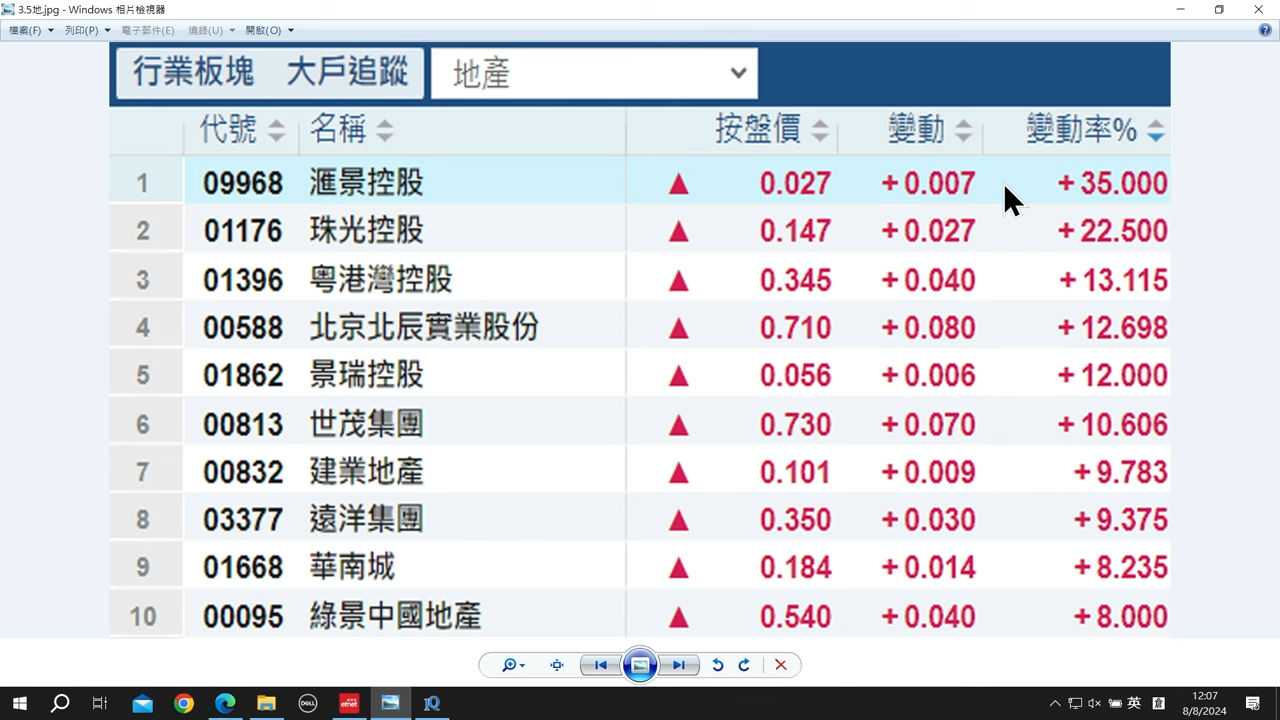 3.5地.jpg - Windows 相片檢視器
檔案(F) 列印(P) 電子郵件(E) 燒錄(U) 開啟(O)
行業板塊 大戶追蹤 地產
代號 名稱 按盤價 變動 變動率%
1 09968 滙景控股 ▲ 0.027 +0.007 +35.000
2 01176 珠光控股 ▲ 0.147 +0.027 +22.500
3 01396 粵港灣控股 ▲ 0.345 +0.040 +13.115
4 00588 北京北辰實業股份 ▲ 0.710 +0.080 +12.698
5 01862 景瑞控股 ▲ 0.056 +0.006 +12.000
6 00813 世茂集團 ▲ 0.730 +0.070 +10.606
7 00832 建業地產 ▲ 0.101 +0.009 +9.783
8 03377 遠洋集團 ▲ 0.350 +0.030 +9.375
9 01668 華南城 ▲ 0.184 +0.014 +8.235
10 00095 綠景中國地產 ▲ 0.540 +0.040 +8.000
DELL etnet IQ 英 倉 12:07
8/8/2024